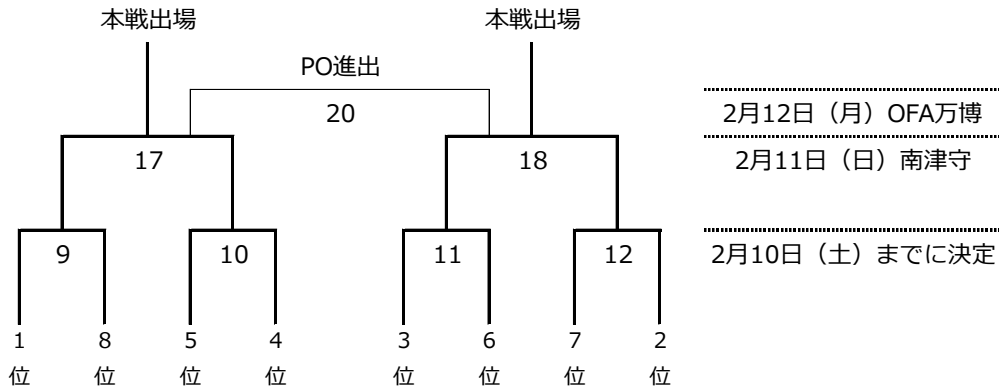 本戦出場 本戦出場
PO進出
20 2月12日（月）OFA万博
17 18 2月11日（日）南津守
9 10 11 12 2月10日（土）までに決定
1 8 5 4 3 6 7 2
位 位 位 位 位 位 位 位